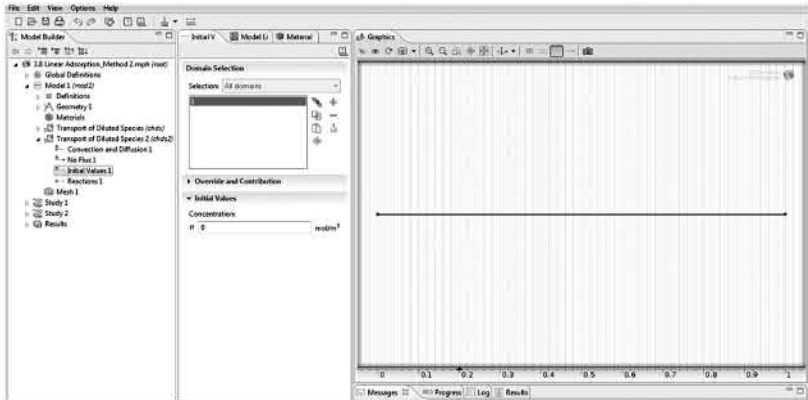 File Edit View Options Help
Model Builder
3.8 Linear Adsorption_Method 2.mph (root)
Global Definitions
Model 1 (mod2)
Definitions
Geometry 1
Materials
Transport of Diluted Species (chds)
Transport of Diluted Species 2 (chds2)
Convection and Diffusion 1
No Flux 1
Initial Values 1
Reactions 1
Mesh 1
Study 1
Study 2
Results
Initial V
Model Li
Material
Domain Selection
Selection: All domains
1
Override and Contribution
Initial Values
Concentration:
n 0 mol/m³
Graphics
0 0.1 0.2 0.3 0.4 0.5 0.6 0.7 0.8 0.9 1
Messages Progress Log Results